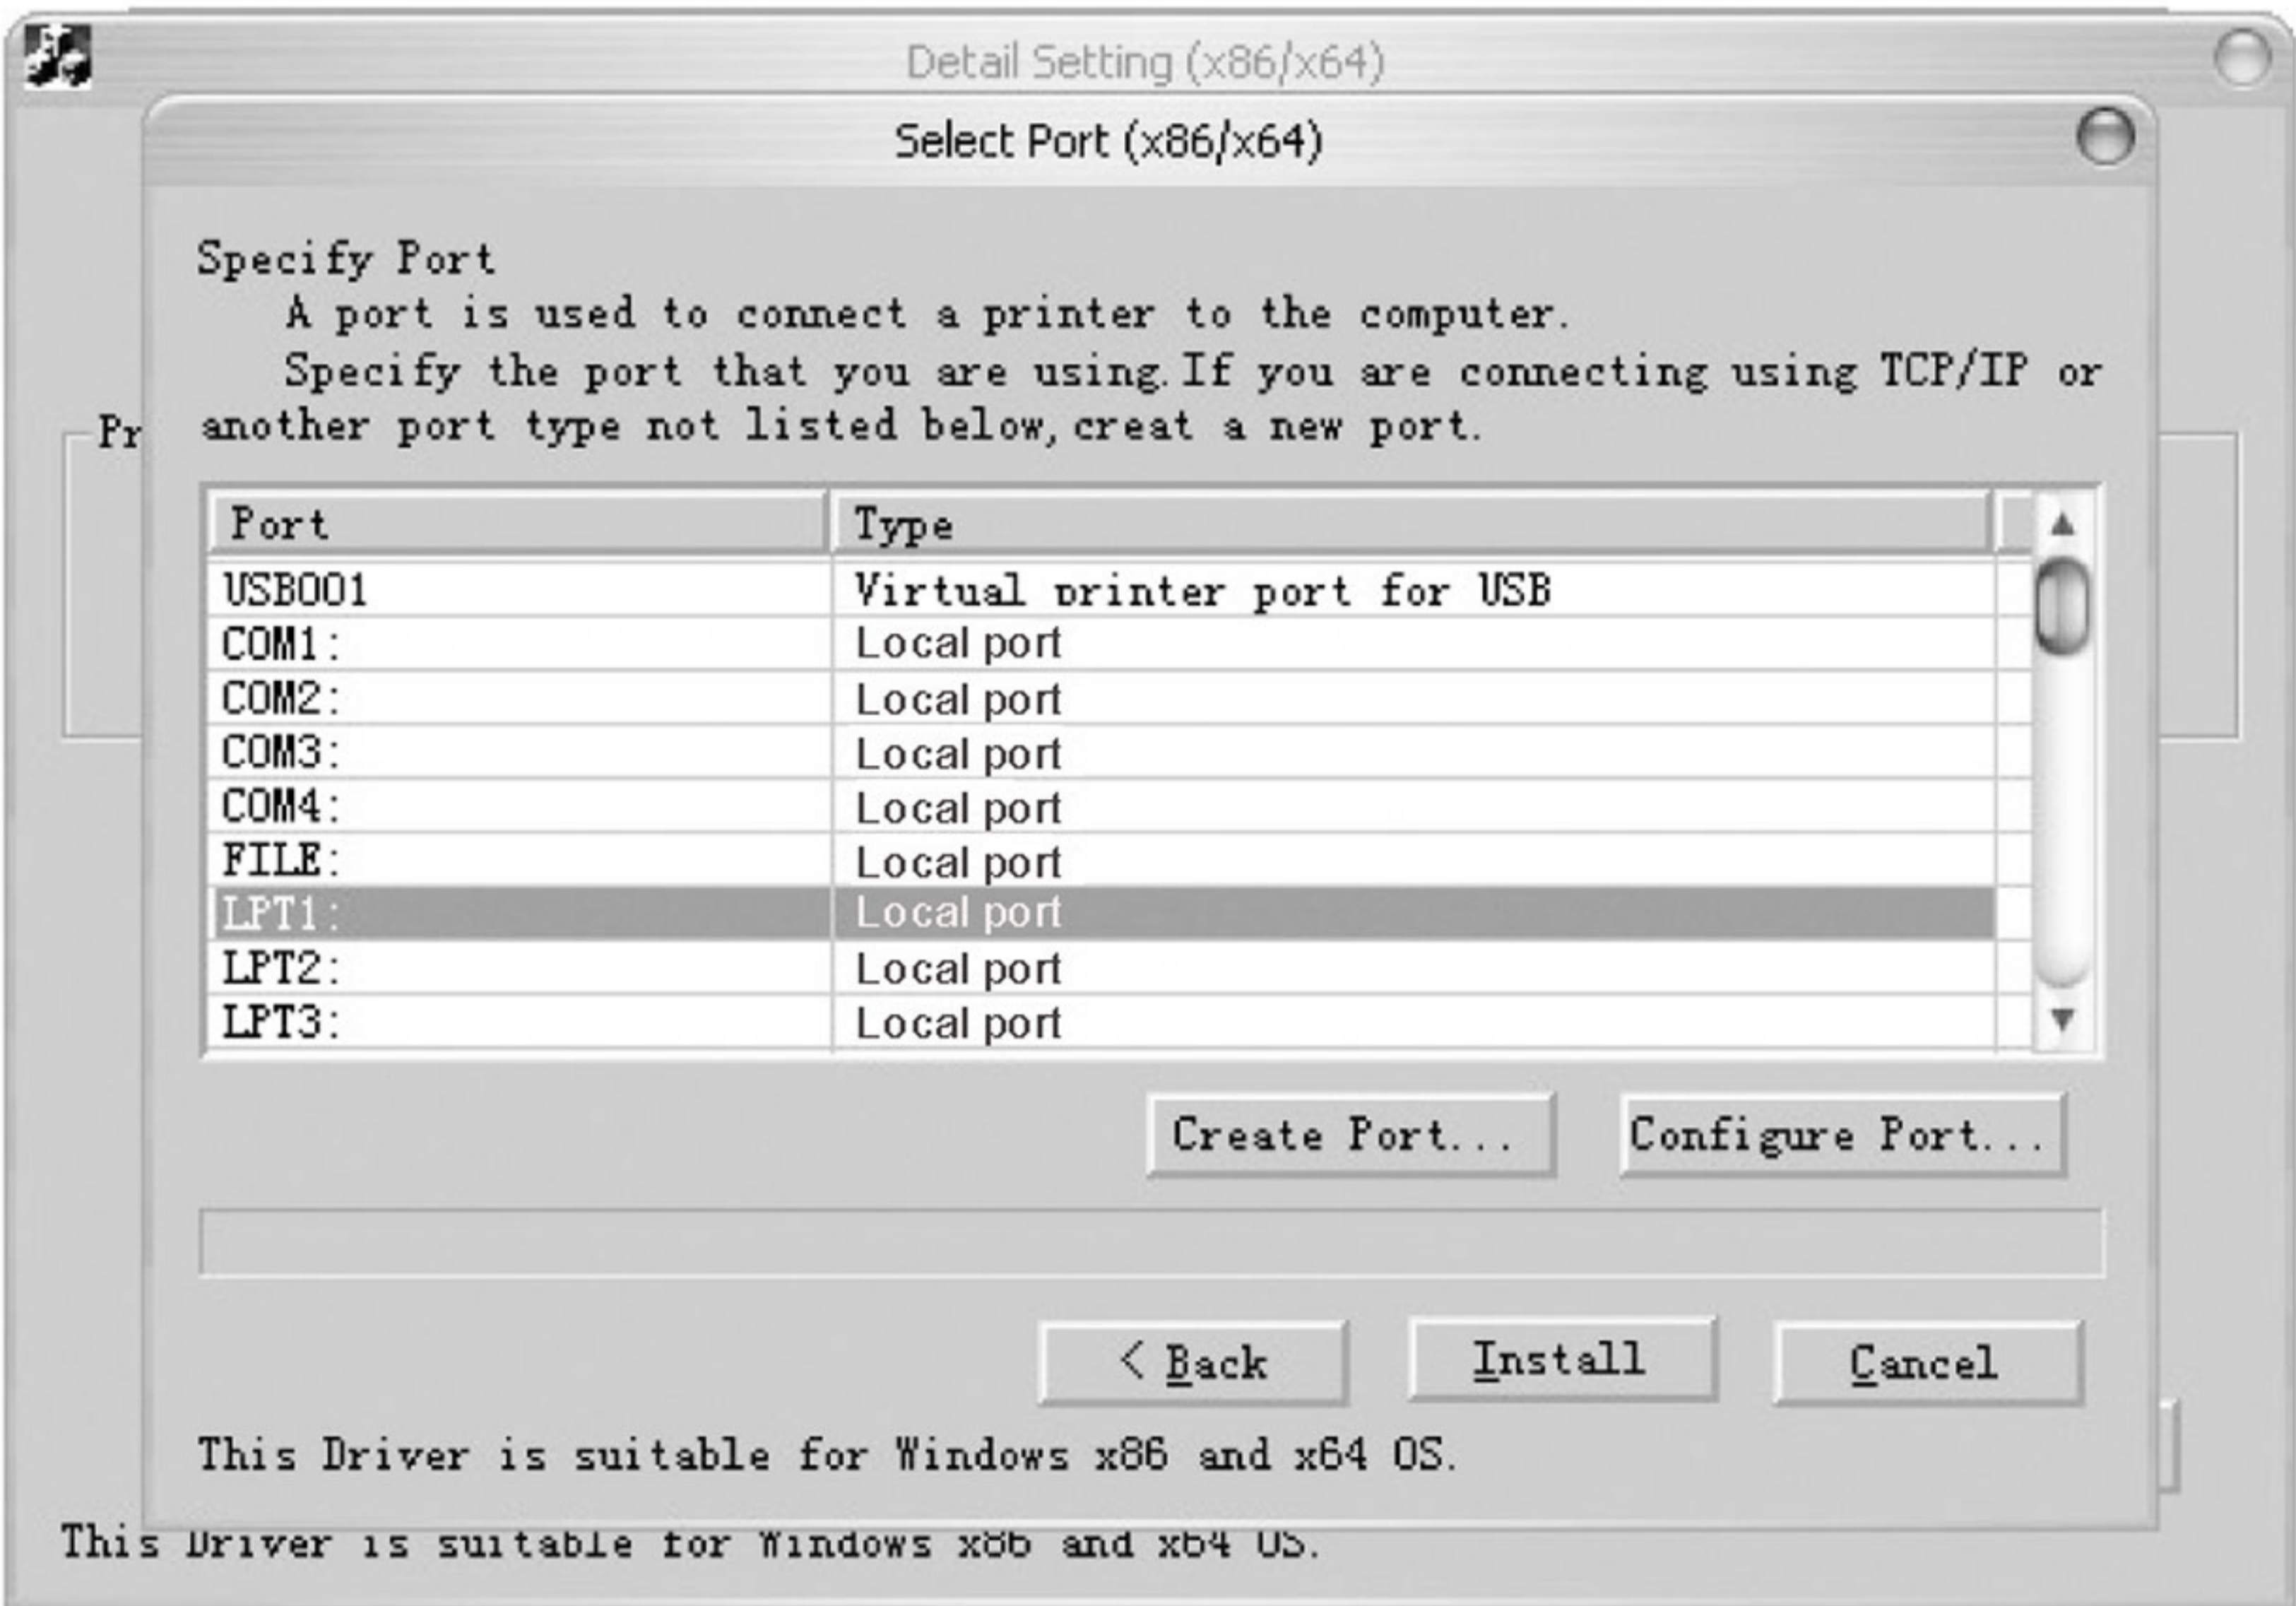 Detail Setting (x86/x64)
Select Port (x86/x64)
Specify Port
A port is used to connect a printer to the computer.
Specify the port that you are using.If you are connecting using TCP/IP or
another port type not listed below,creat a new port.
Pr
Port Type
USB001 Virtual printer port for USB
COM1: Local port
COM2: Local port
COM3: Local port
COM4: Local port
FILE: Local port
LPT1: Local port
LPT2: Local port
LPT3: Local port
Create Port... Configure Port...
< Back Install Cancel
This Driver is suitable for Windows x86 and x64 OS.
This Driver is suitable for Windows x86 and x64 OS.